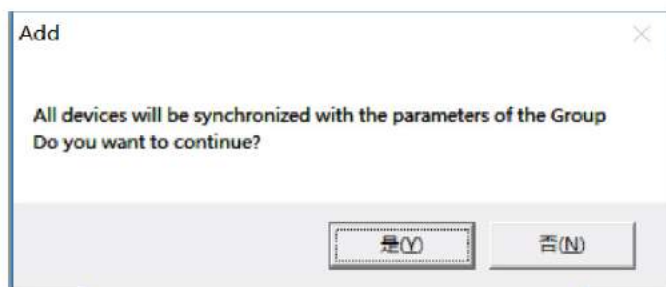 Add
All devices will be synchronized with the parameters of the Group
Do you want to continue?
是(Y)
否(N)